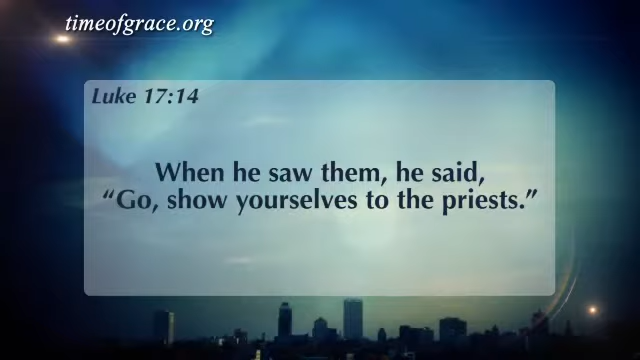 timeofgrace.org
Luke 17:14
When he saw them, he said,
“Go, show yourselves to the priests.”